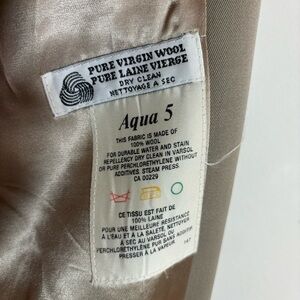 PURE VIRGIN WOOL
PURE LAINE VIERGE
DRY CLEAN
NETTOYAGE A SEC
Aqua 5
THIS FABRIC IS MADE OF
100% WOOL
FOR DURABLE WATER AND STAIN
REPELLENCY DRY CLEAN IN VARSOL
OR PURE PERCHLORETHYLENE WITHOUT
ADDITIVES. STEAM PRESS
CA 00229
CE TISSU EST FAIT DE
100% LAINE
POUR UNE MEILLEURE RESISTANCE
A L'EAU ET A LA SALETE, NETTOYER
A SEC AU VARSOL OU
PERCHLORETHYLENE PUR SANS ADDITIF
PRESSER A LA VAPEUR